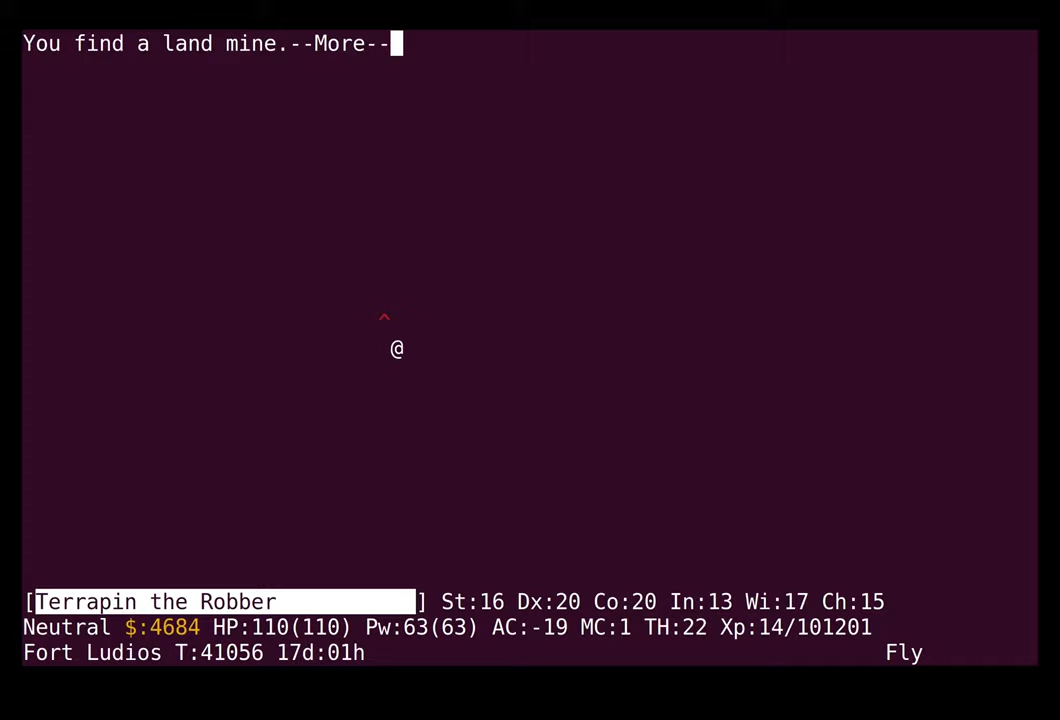 You find a land mine.--More--
^
@
[Terrapin the Robber] St:16 Dx:20 Co:20 In:13 Wi:17 Ch:15
Neutral $:4684 HP:110(110) Pw:63(63) AC:-19 MC:1 TH:22 Xp:14/101201
Fort Ludios T:41056 17d:01h Fly